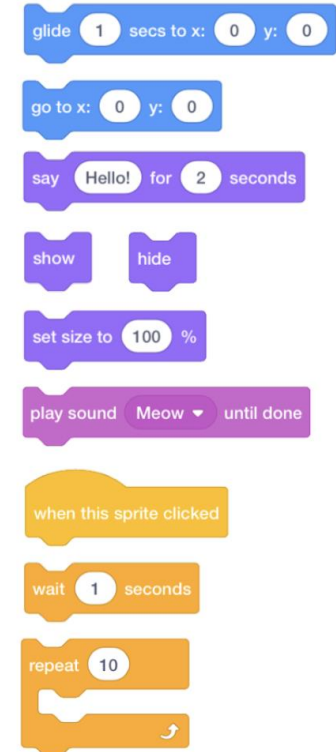 glide 1 secs to x: 0 y: 0
go to x: 0 y: 0
say Hello! for 2 seconds
show hide
set size to 100 %
play sound Meow until done
when this sprite clicked
wait 1 seconds
repeat 10